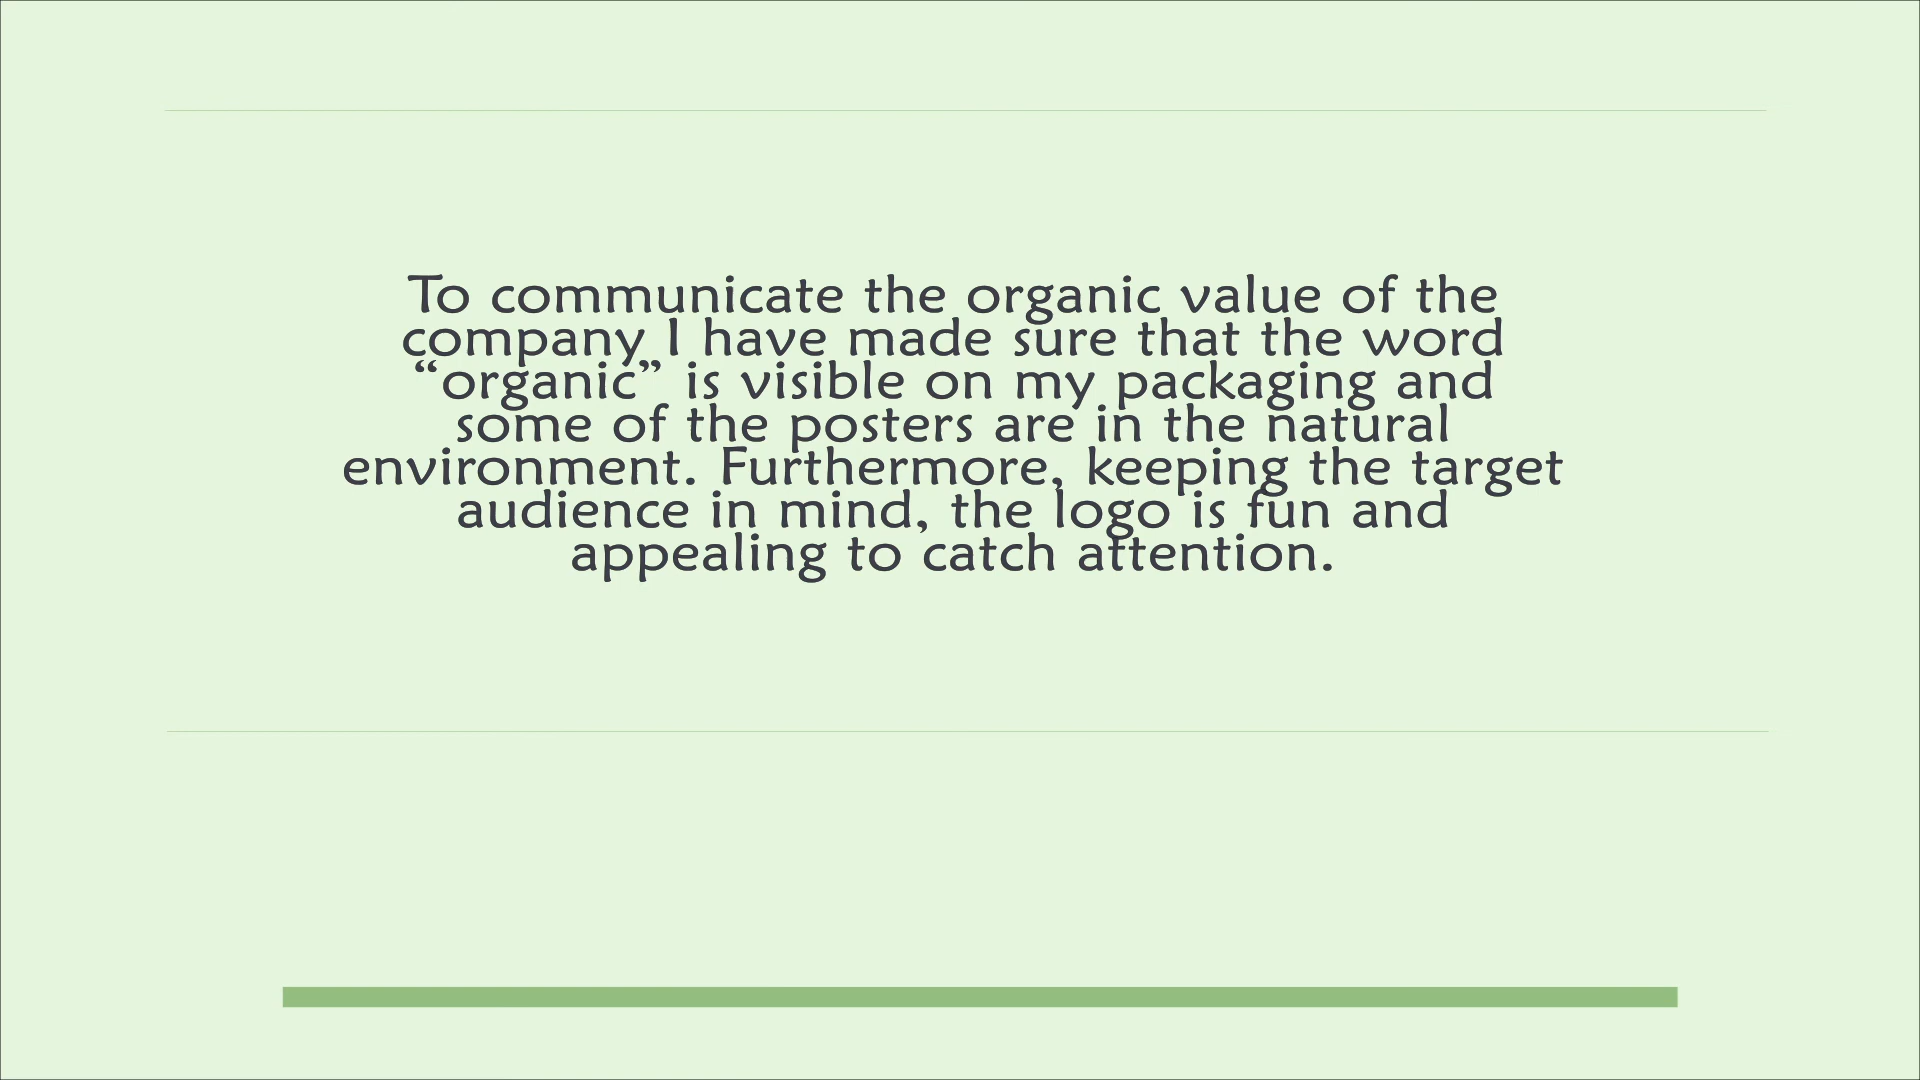 To communicate the organic value of the
company I have made sure that the word
“organic” is visible on my packaging and
some of the posters are in the natural
environment. Furthermore, keeping the target
audience in mind, the logo is fun and
appealing to catch attention.